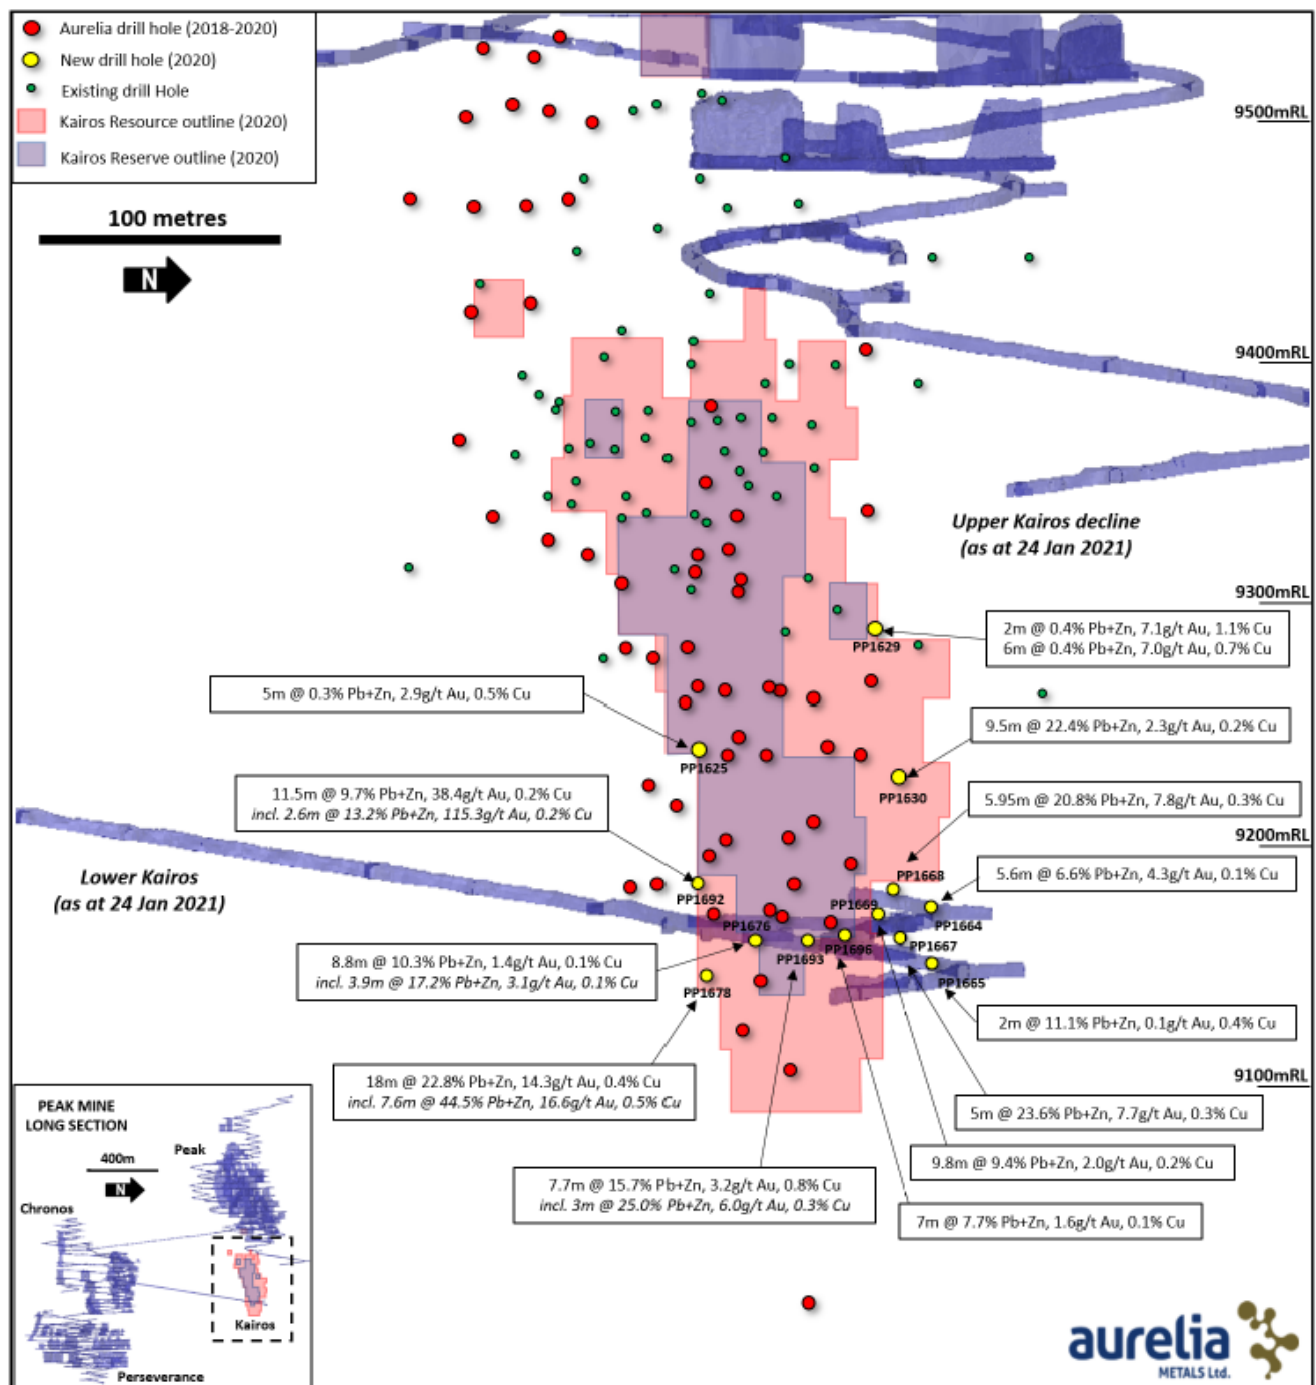 Aurelia drill hole (2018-2020)
New drill hole (2020)
Existing drill Hole
Kairos Resource outline (2020)
Kairos Reserve outline (2020)
100 metres
N
9500mRL
9400mRL
Upper Kairos decline
(as at 24 Jan 2021)
9300mRL
2m @ 0.4% Pb+Zn, 7.1g/t Au, 1.1% Cu
6m @ 0.4% Pb+Zn, 7.0g/t Au, 0.7% Cu
PP1629
5m @ 0.3% Pb+Zn, 2.9g/t Au, 0.5% Cu
9.5m @ 22.4% Pb+Zn, 2.3g/t Au, 0.2% Cu
PP1625
PP1630
11.5m @ 9.7% Pb+Zn, 38.4g/t Au, 0.2% Cu
incl. 2.6m @ 13.2% Pb+Zn, 115.3g/t Au, 0.2% Cu
5.95m @ 20.8% Pb+Zn, 7.8g/t Au, 0.3% Cu
9200mRL
Lower Kairos
(as at 24 Jan 2021)
5.6m @ 6.6% Pb+Zn, 4.3g/t Au, 0.1% Cu
PP1668
PP1692
PP1669
PP1664
PP1676
PP1667
PP1693
PP1696
8.8m @ 10.3% Pb+Zn, 1.4g/t Au, 0.1% Cu
incl. 3.9m @ 17.2% Pb+Zn, 3.1g/t Au, 0.1% Cu
PP1678
PP1665
2m @ 11.1% Pb+Zn, 0.1g/t Au, 0.4% Cu
18m @ 22.8% Pb+Zn, 14.3g/t Au, 0.4% Cu
incl. 7.6m @ 44.5% Pb+Zn, 16.6g/t Au, 0.5% Cu
9100mRL
5m @ 23.6% Pb+Zn, 7.7g/t Au, 0.3% Cu
9.8m @ 9.4% Pb+Zn, 2.0g/t Au, 0.2% Cu
7.7m @ 15.7% Pb+Zn, 3.2g/t Au, 0.8% Cu
incl. 3m @ 25.0% Pb+Zn, 6.0g/t Au, 0.3% Cu
7m @ 7.7% Pb+Zn, 1.6g/t Au, 0.1% Cu
PEAK MINE
LONG SECTION
400m
N
Peak
Chronos
Kairos
Perseverance
aurelia
METALS Ltd.